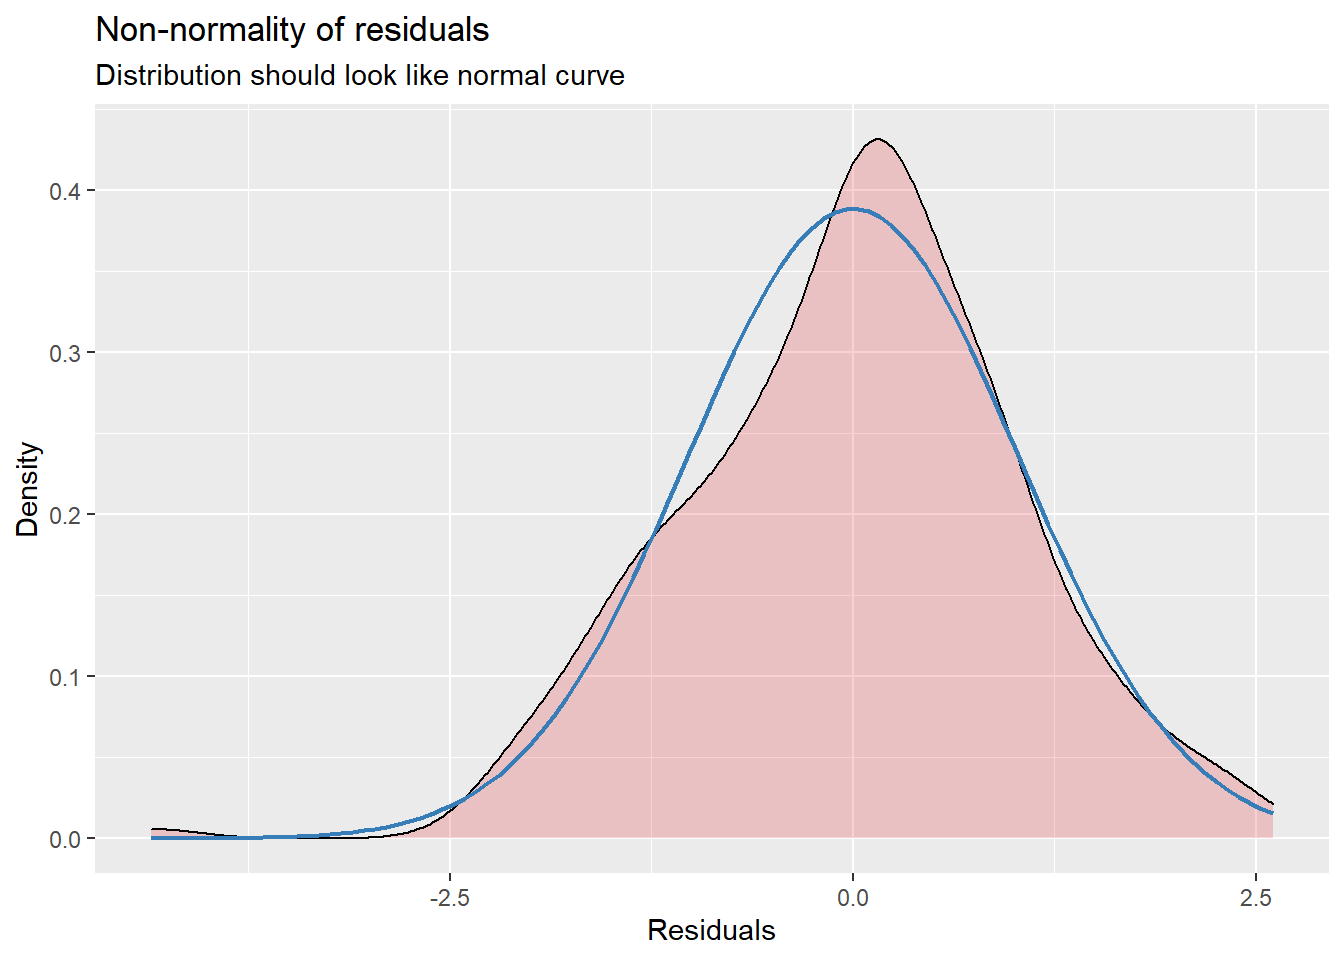 Non-normality of residuals
Distribution should look like normal curve
0.4
0.3
0.2
0.1
0.0
Density
-2.5
0.0
2.5
Residuals